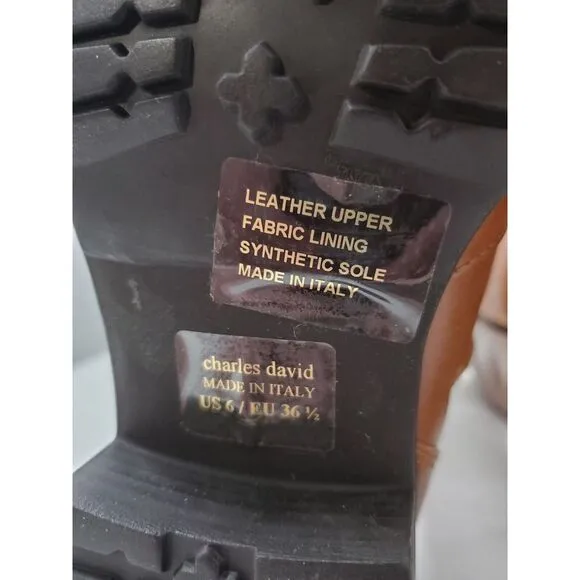 LEATHER UPPER
FABRIC LINING
SYNTHETIC SOLE
MADE IN ITALY
charles david
MADE IN ITALY
US 6 / EU 36 ½